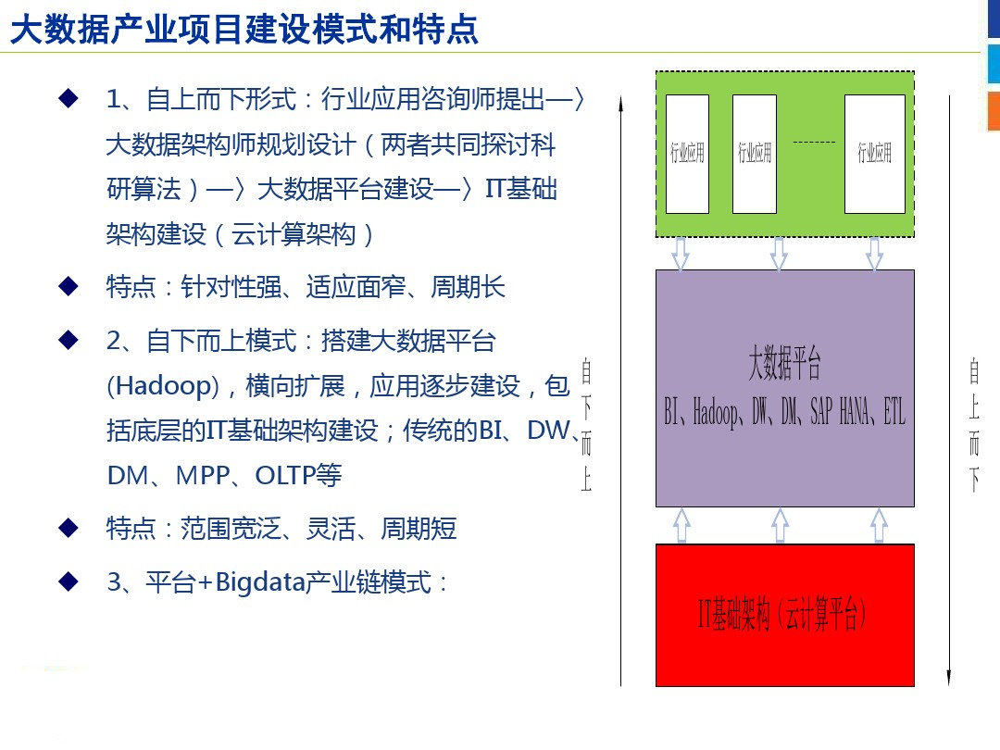 大数据产业项目建设模式和特点
1、自上而下形式：行业应用咨询师提出—〉
大数据架构师规划设计（两者共同探讨科
研算法）—〉大数据平台建设—〉IT基础
架构建设（云计算架构）
特点：针对性强、适应面窄、周期长
2、自下而上模式：搭建大数据平台
(Hadoop)，横向扩展，应用逐步建设，包
括底层的IT基础架构建设；传统的BI、DW、
DM、MPP、OLTP等
特点：范围宽泛、灵活、周期短
3、平台+Bigdata产业链模式：
自下而上
行业应用
行业应用
行业应用
大数据平台
BI、Hadoop、DW、DM、SAP HANA、ETL
IT基础架构（云计算平台）
自上而下